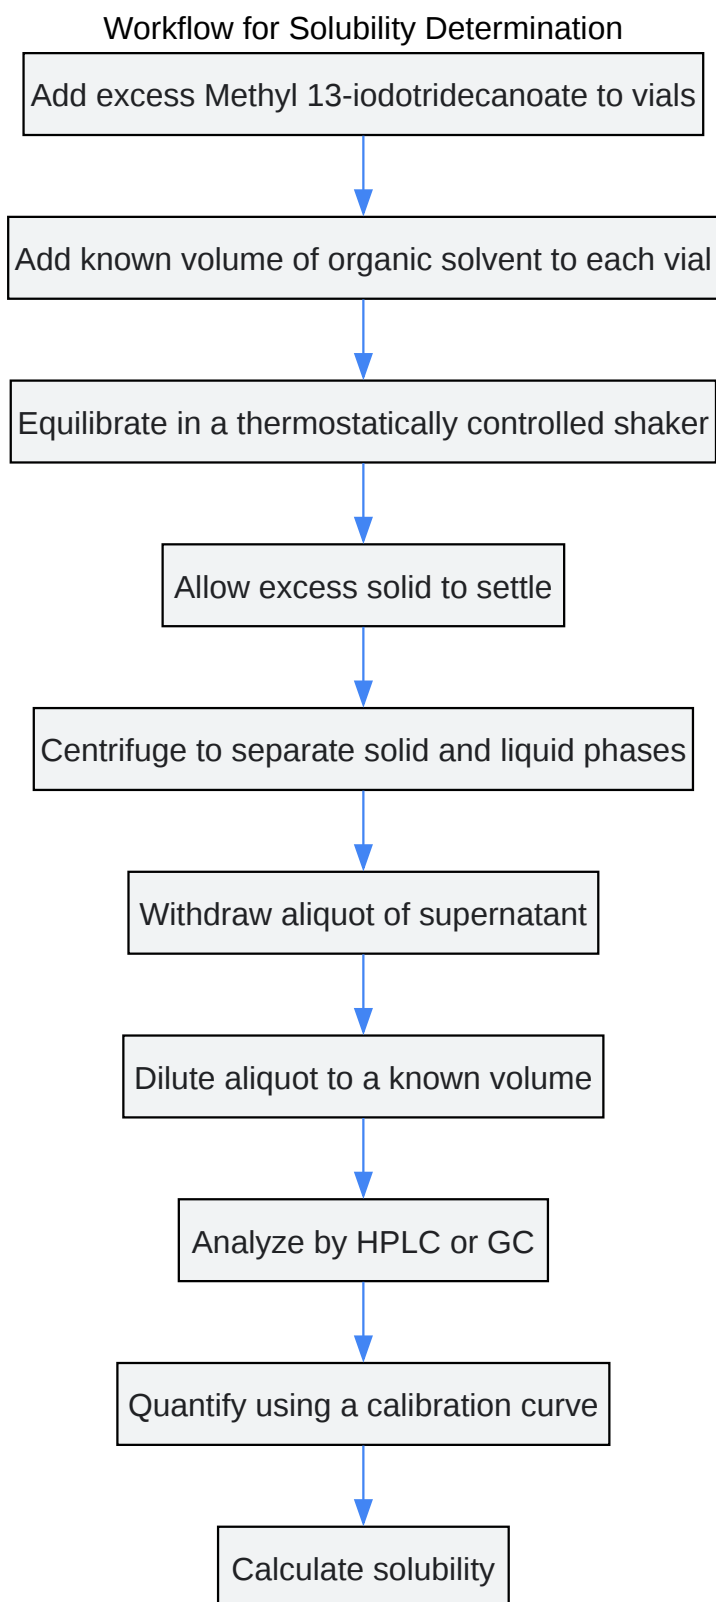 Workflow for Solubility Determination
Add excess Methyl 13-iodotridecanoate to vials
Add known volume of organic solvent to each vial
Equilibrate in a thermostatically controlled shaker
Allow excess solid to settle
Centrifuge to separate solid and liquid phases
Withdraw aliquot of supernatant
Dilute aliquot to a known volume
Analyze by HPLC or GC
Quantify using a calibration curve
Calculate solubility